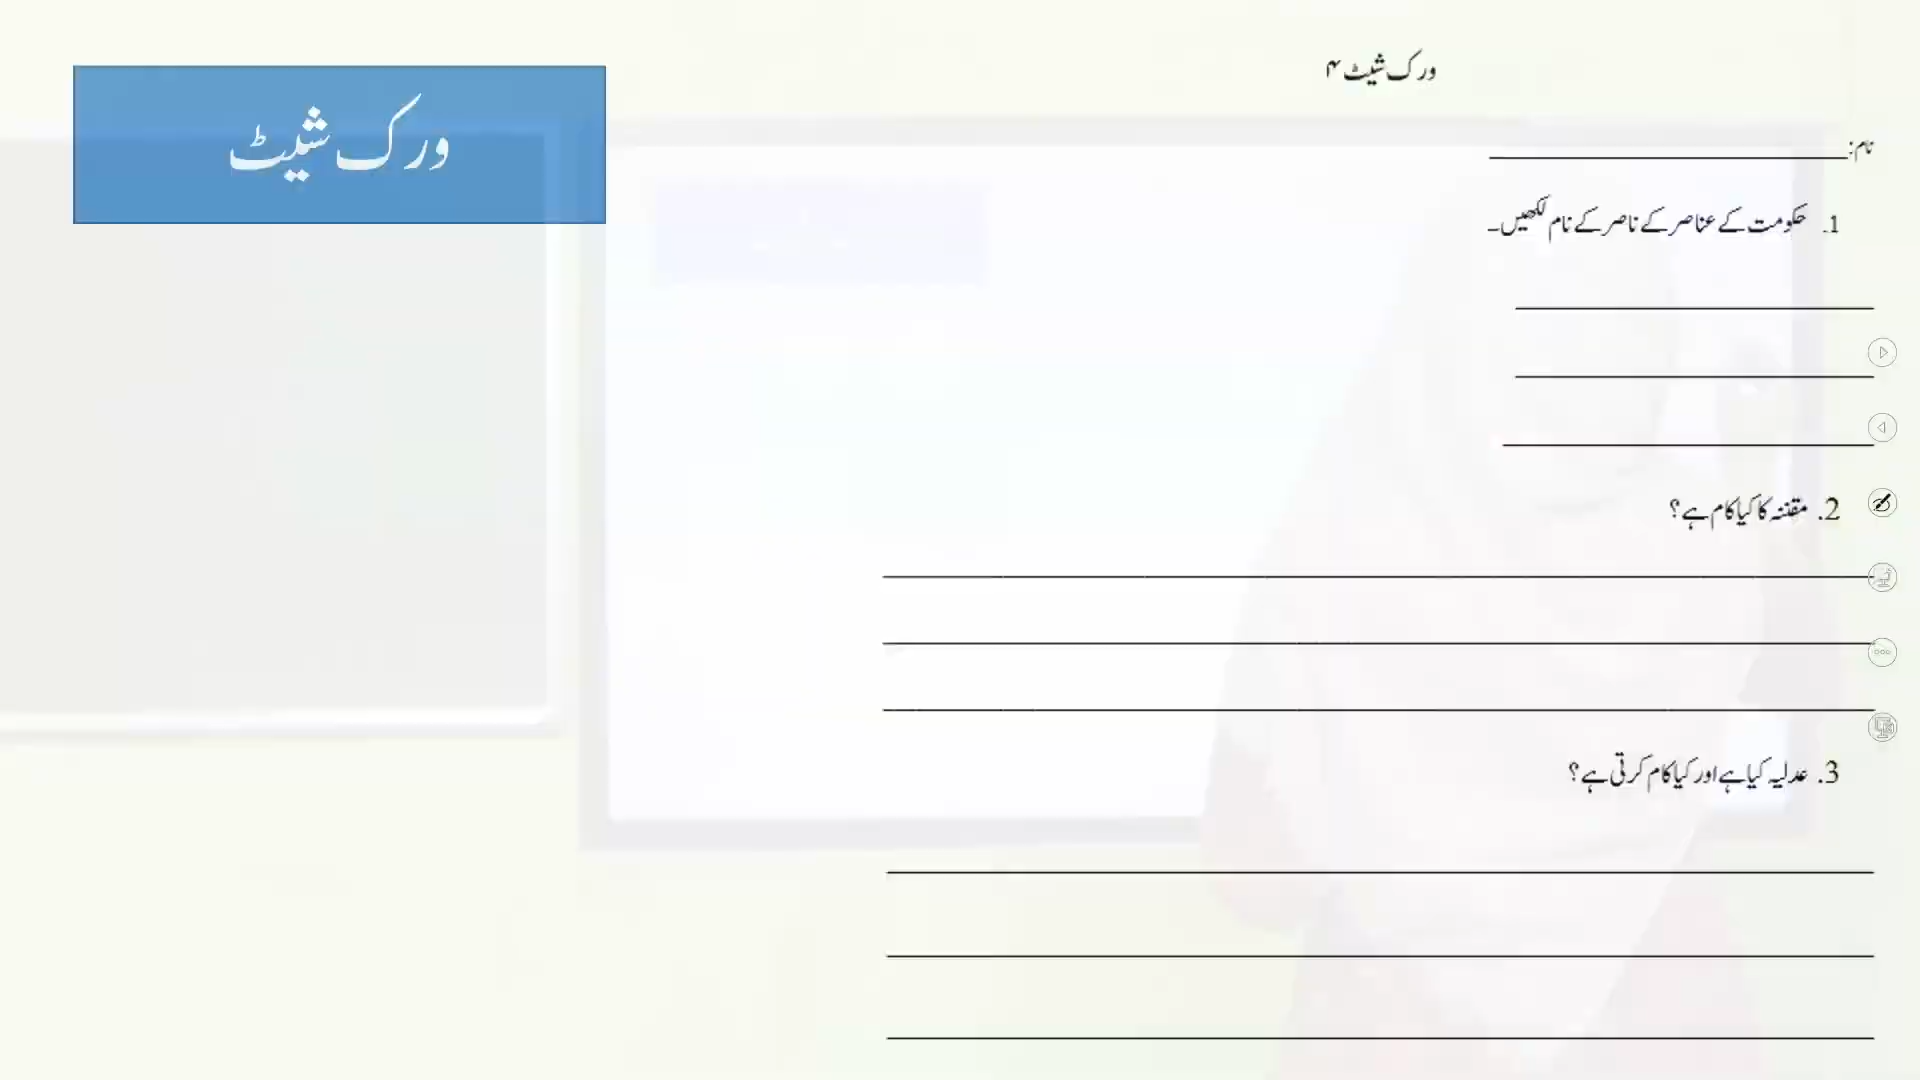 ورک شیٹ
ورک شیٹ ۴
نام:
1. حکومت کے عناصر کے ناصر کے نام لکھیں۔
2. مقننہ کا کیا کام ہے؟
3. عدلیہ کیا ہے اور کیا کام کرتی ہے؟